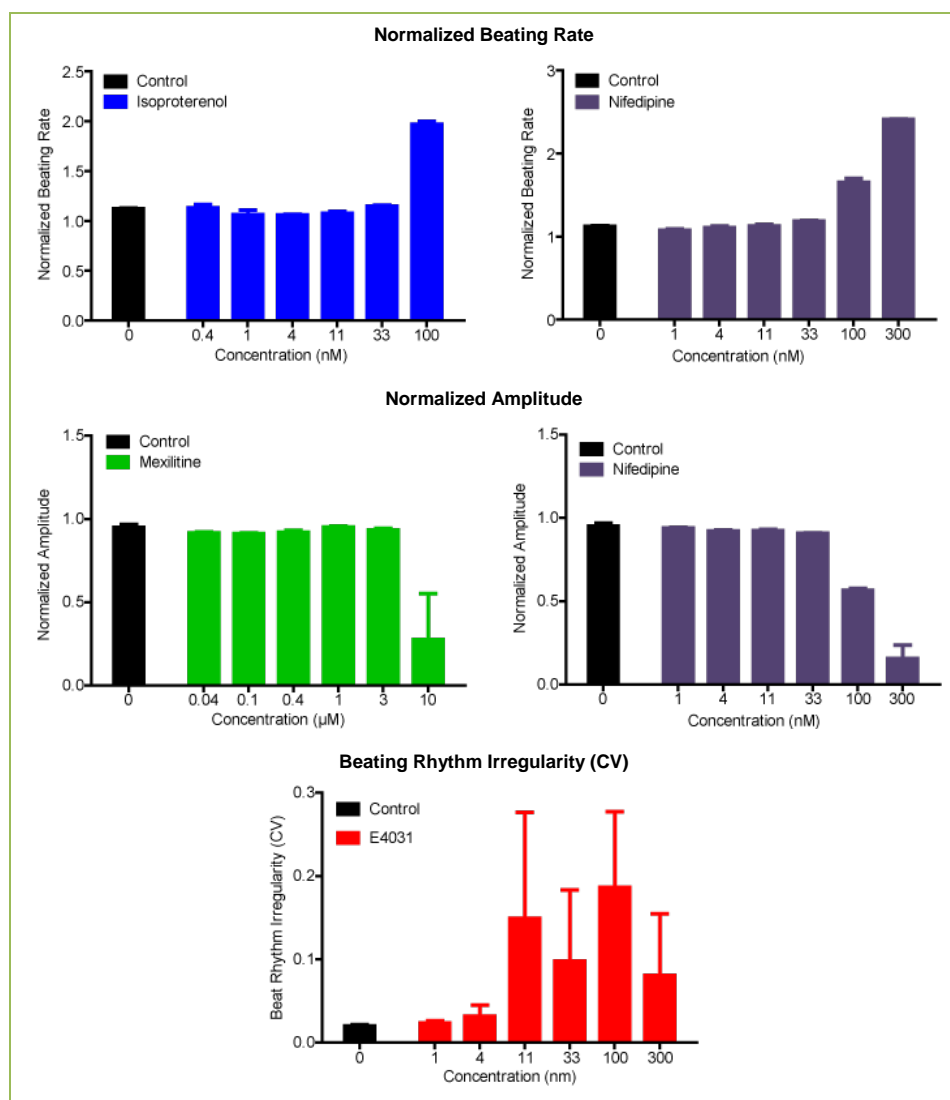 Normalized Beating Rate
Control
Isoproterenol
Normalized Beating Rate
2.5
2.0
1.5
1.0
0.5
0.0
0 0.4 1 4 11 33 100
Concentration (nM)
Control
Nifedipine
Normalized Beating Rate
3
2
1
0
0 1 4 11 33 100 300
Concentration (nM)
Normalized Amplitude
Control
Mexilitine
Normalized Amplitude
1.5
1.0
0.5
0.0
0 0.04 0.1 0.4 1 3 10
Concentration (µM)
Control
Nifedipine
Normalized Amplitude
1.5
1.0
0.5
0.0
0 1 4 11 33 100 300
Concentration (nM)
Beating Rhythm Irregularity (CV)
Control
E4031
Beat Rhythm Irregularity (CV)
0.3
0.2
0.1
0.0
0 1 4 11 33 100 300
Concentration (nm)